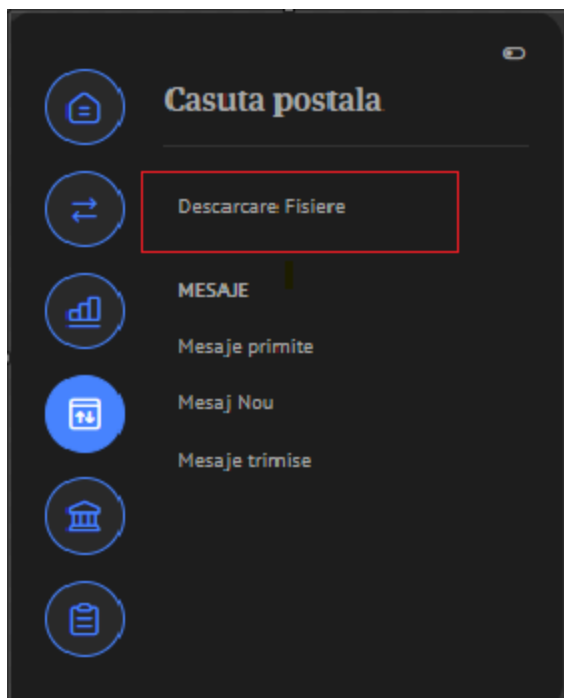 Casuta postala
Descarcare Fisiere
MESAJE
Mesaje primite
Mesaj Nou
Mesaje trimise